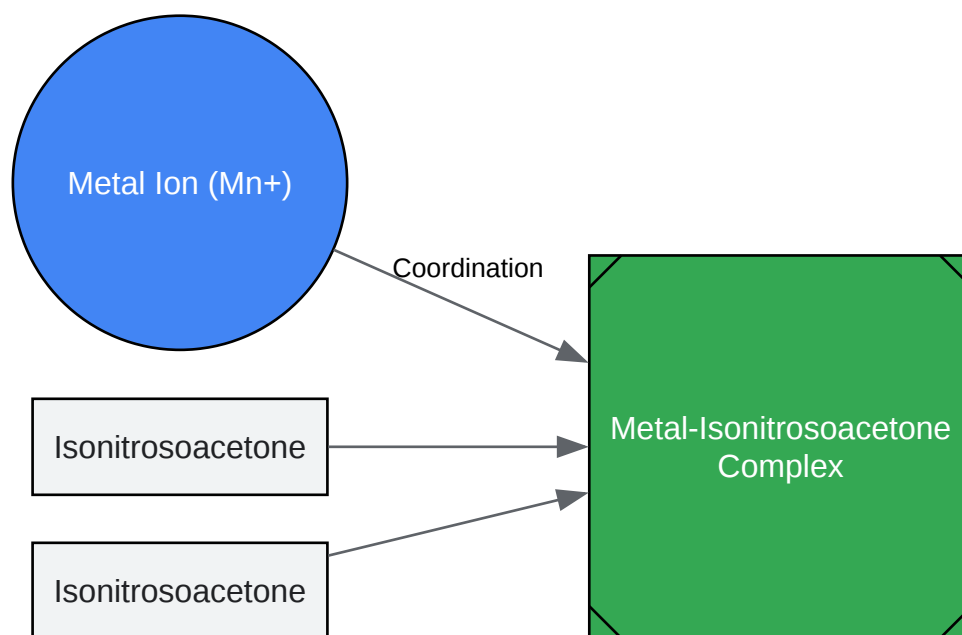 Metal Ion (Mn+)
Coordination
Isonitrosoacetone
Metal-Isonitrosoacetone
Complex
Isonitrosoacetone